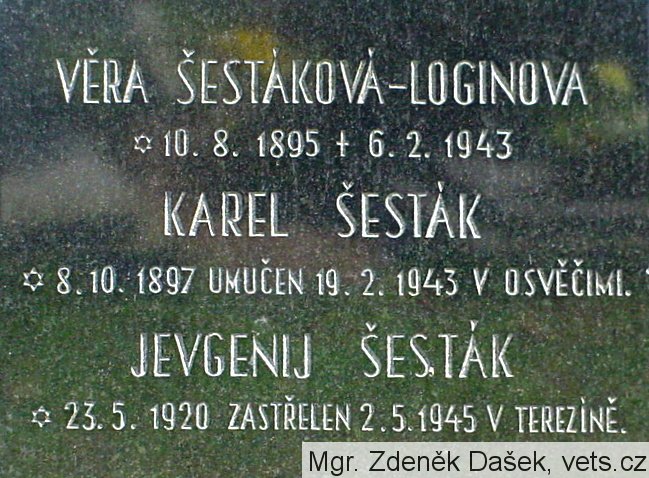 VĚRA ŠESTÁKOVÁ-LOGINOVA
✡ 10. 8. 1895 + 6. 2. 1943
KAREL ŠESTÁK
✡ 8. 10. 1897 UMUČEN 19. 2. 1943 V OSVĚČIMI.
JEVGENIJ ŠESTÁK
✡ 23. 5. 1920 ZASTŘELEN 2. 5. 1945 V TEREZÍNĚ.
Mgr. Zdeněk Dašek, vets.cz